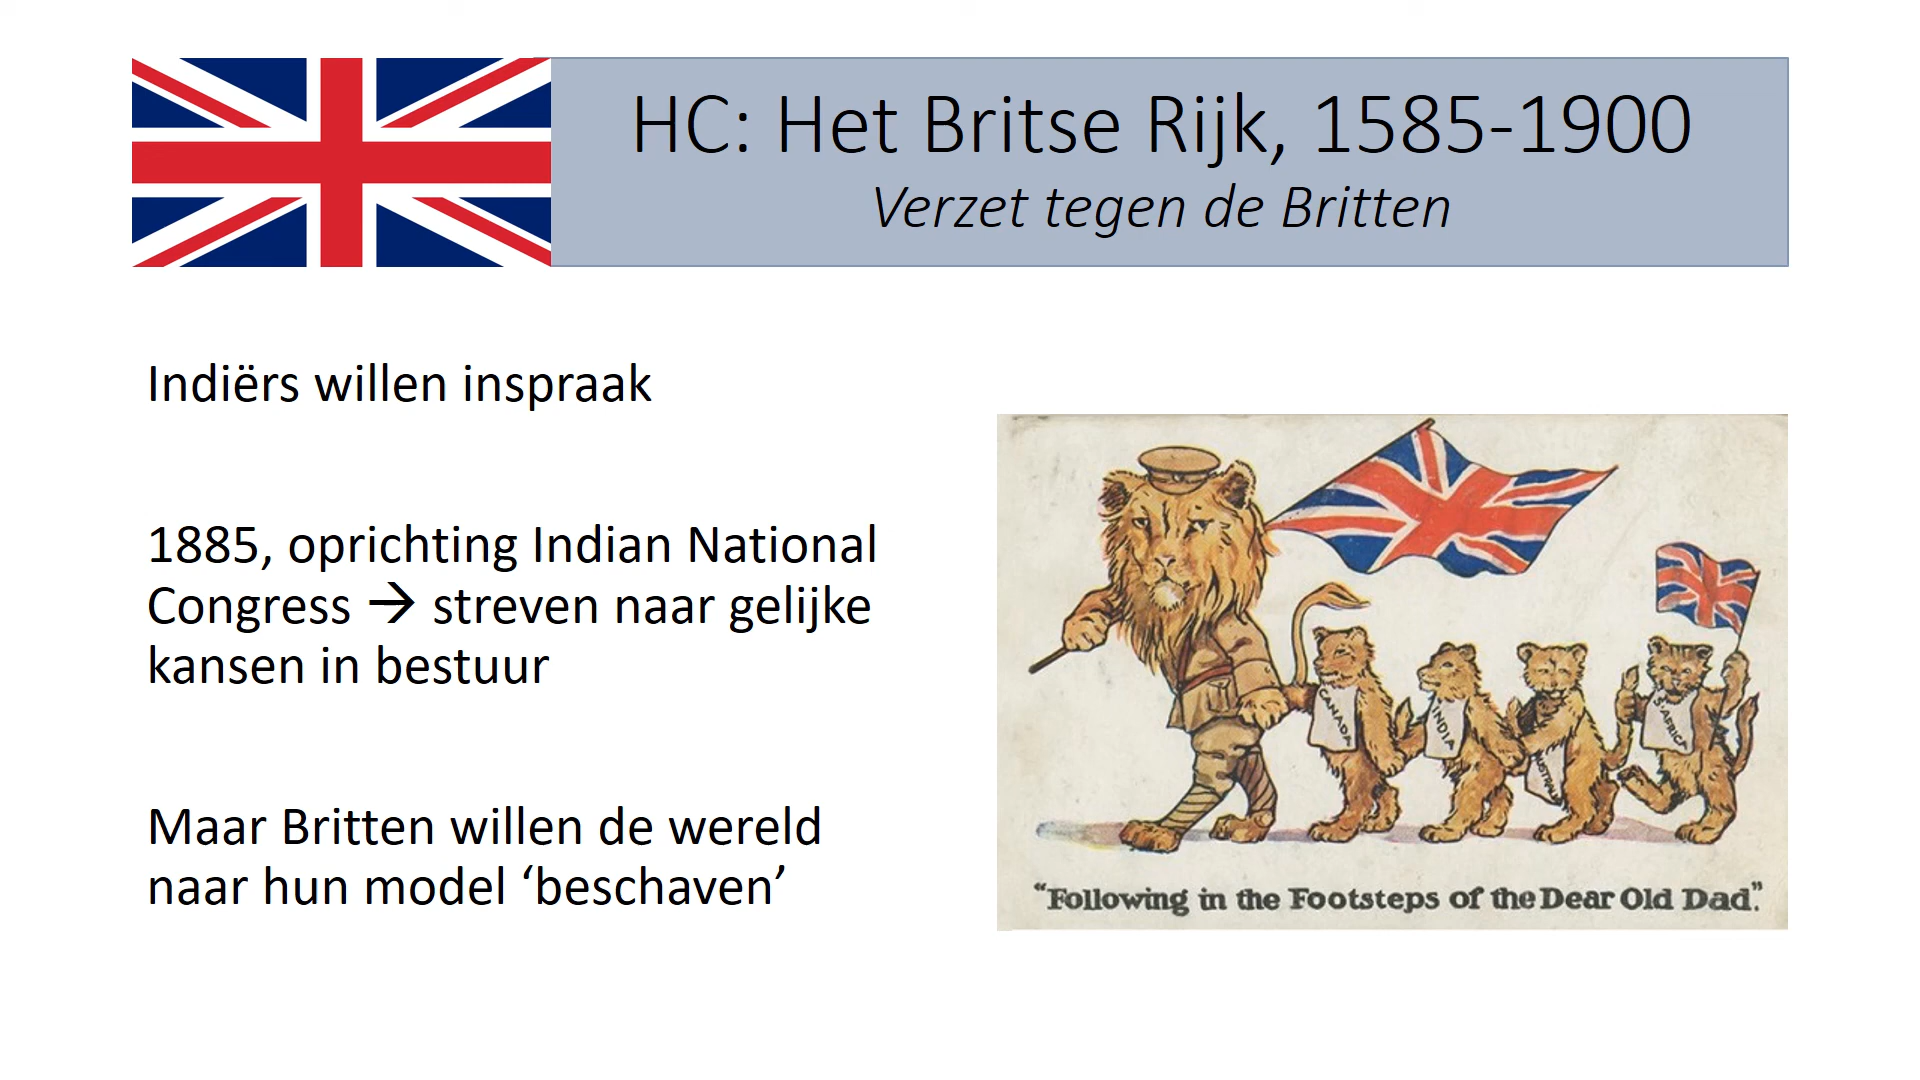 HC: Het Britse Rijk, 1585-1900
Verzet tegen de Britten
Indiërs willen inspraak
1885, oprichting Indian National
Congress → streven naar gelijke
kansen in bestuur
Maar Britten willen de wereld
naar hun model ‘beschaven’
CANADA
INDIA
S. AFRICA
“Following in the Footsteps of the Dear Old Dad.”